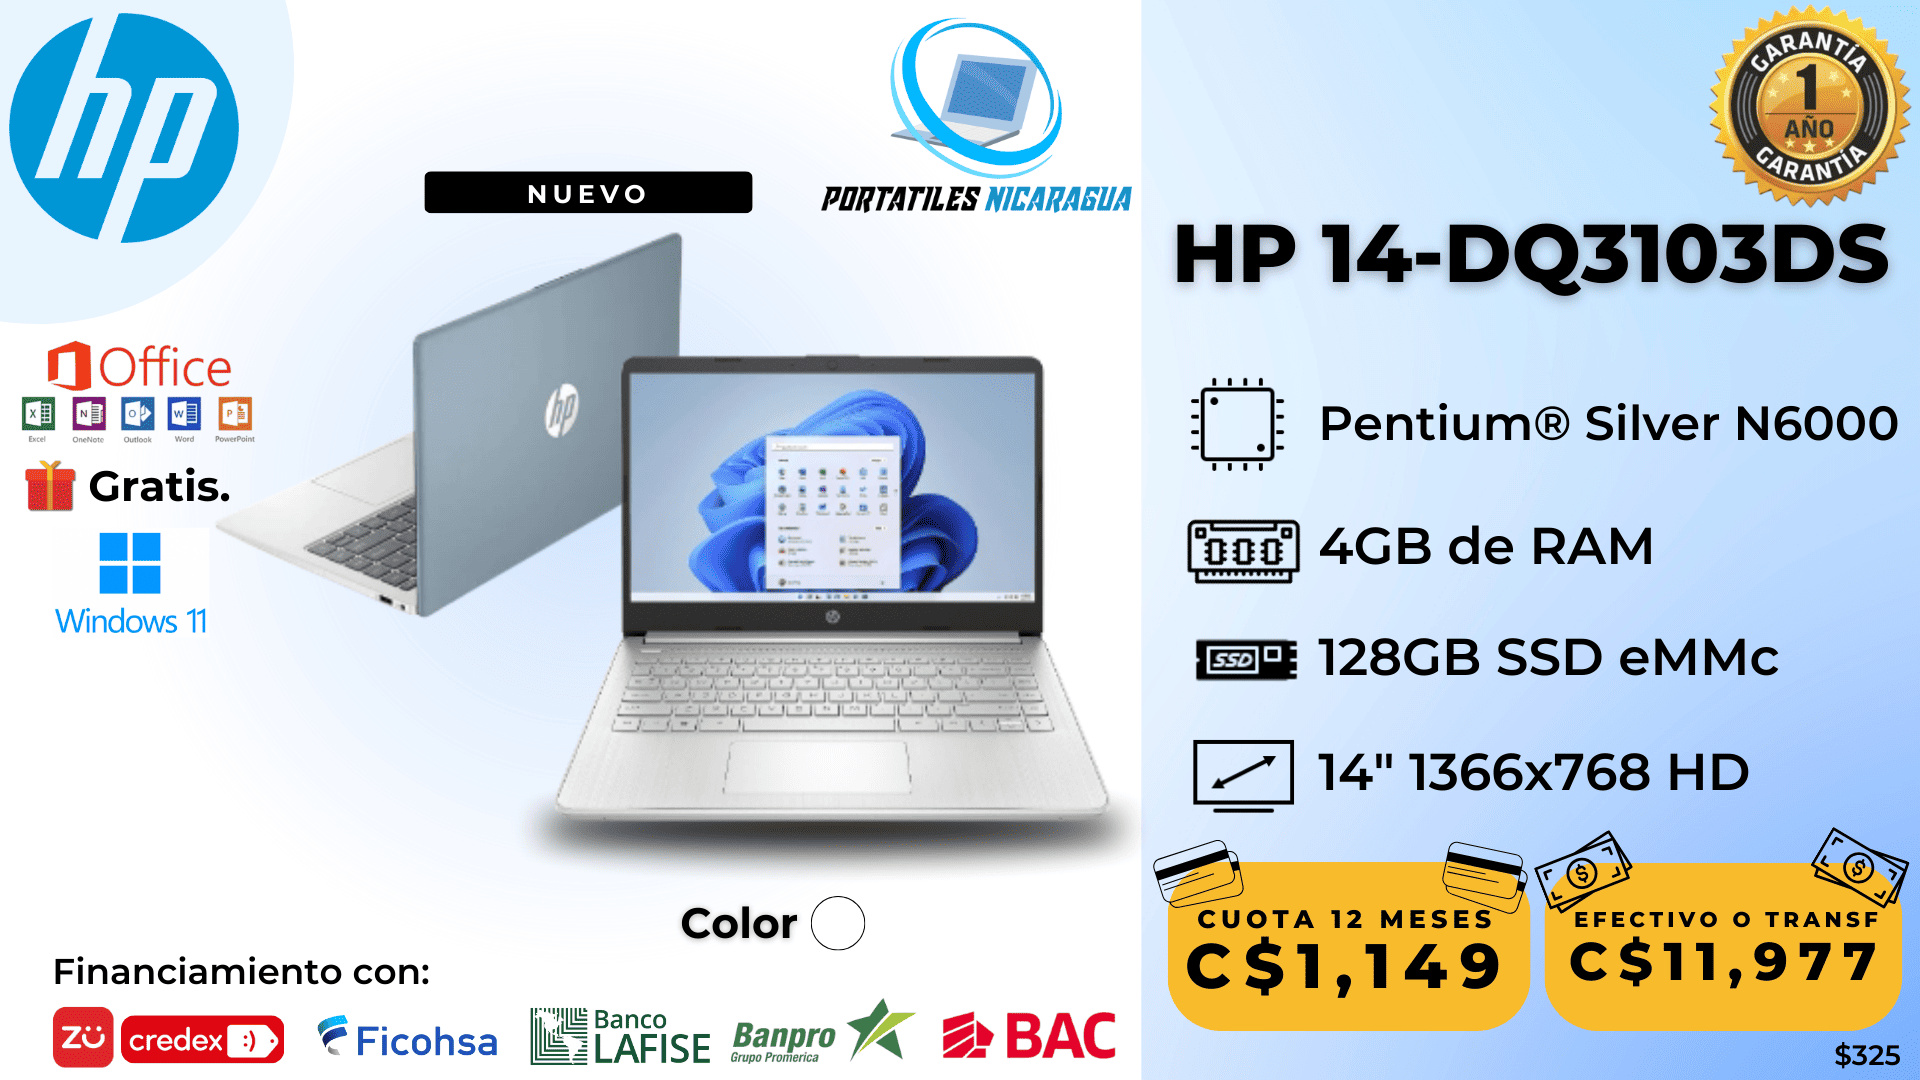 hp
NUEVO
PORTATILES NICARAGUA
GARANTÍA
1
AÑO
GARANTÍA
HP 14-DQ3103DS
Office
Excel
OneNote
Outlook
Word
PowerPoint
Gratis.
Windows 11
hp
Pentium® Silver N6000
4GB de RAM
SSD
128GB SSD eMMc
14" 1366x768 HD
Color
CUOTA 12 MESES
C$1,149
EFECTIVO O TRANSF
C$11,977
$325
Financiamiento con:
ZU
credex :)
Ficohsa
Banco
LAFISE
Banpro
Grupo Promerica
BAC